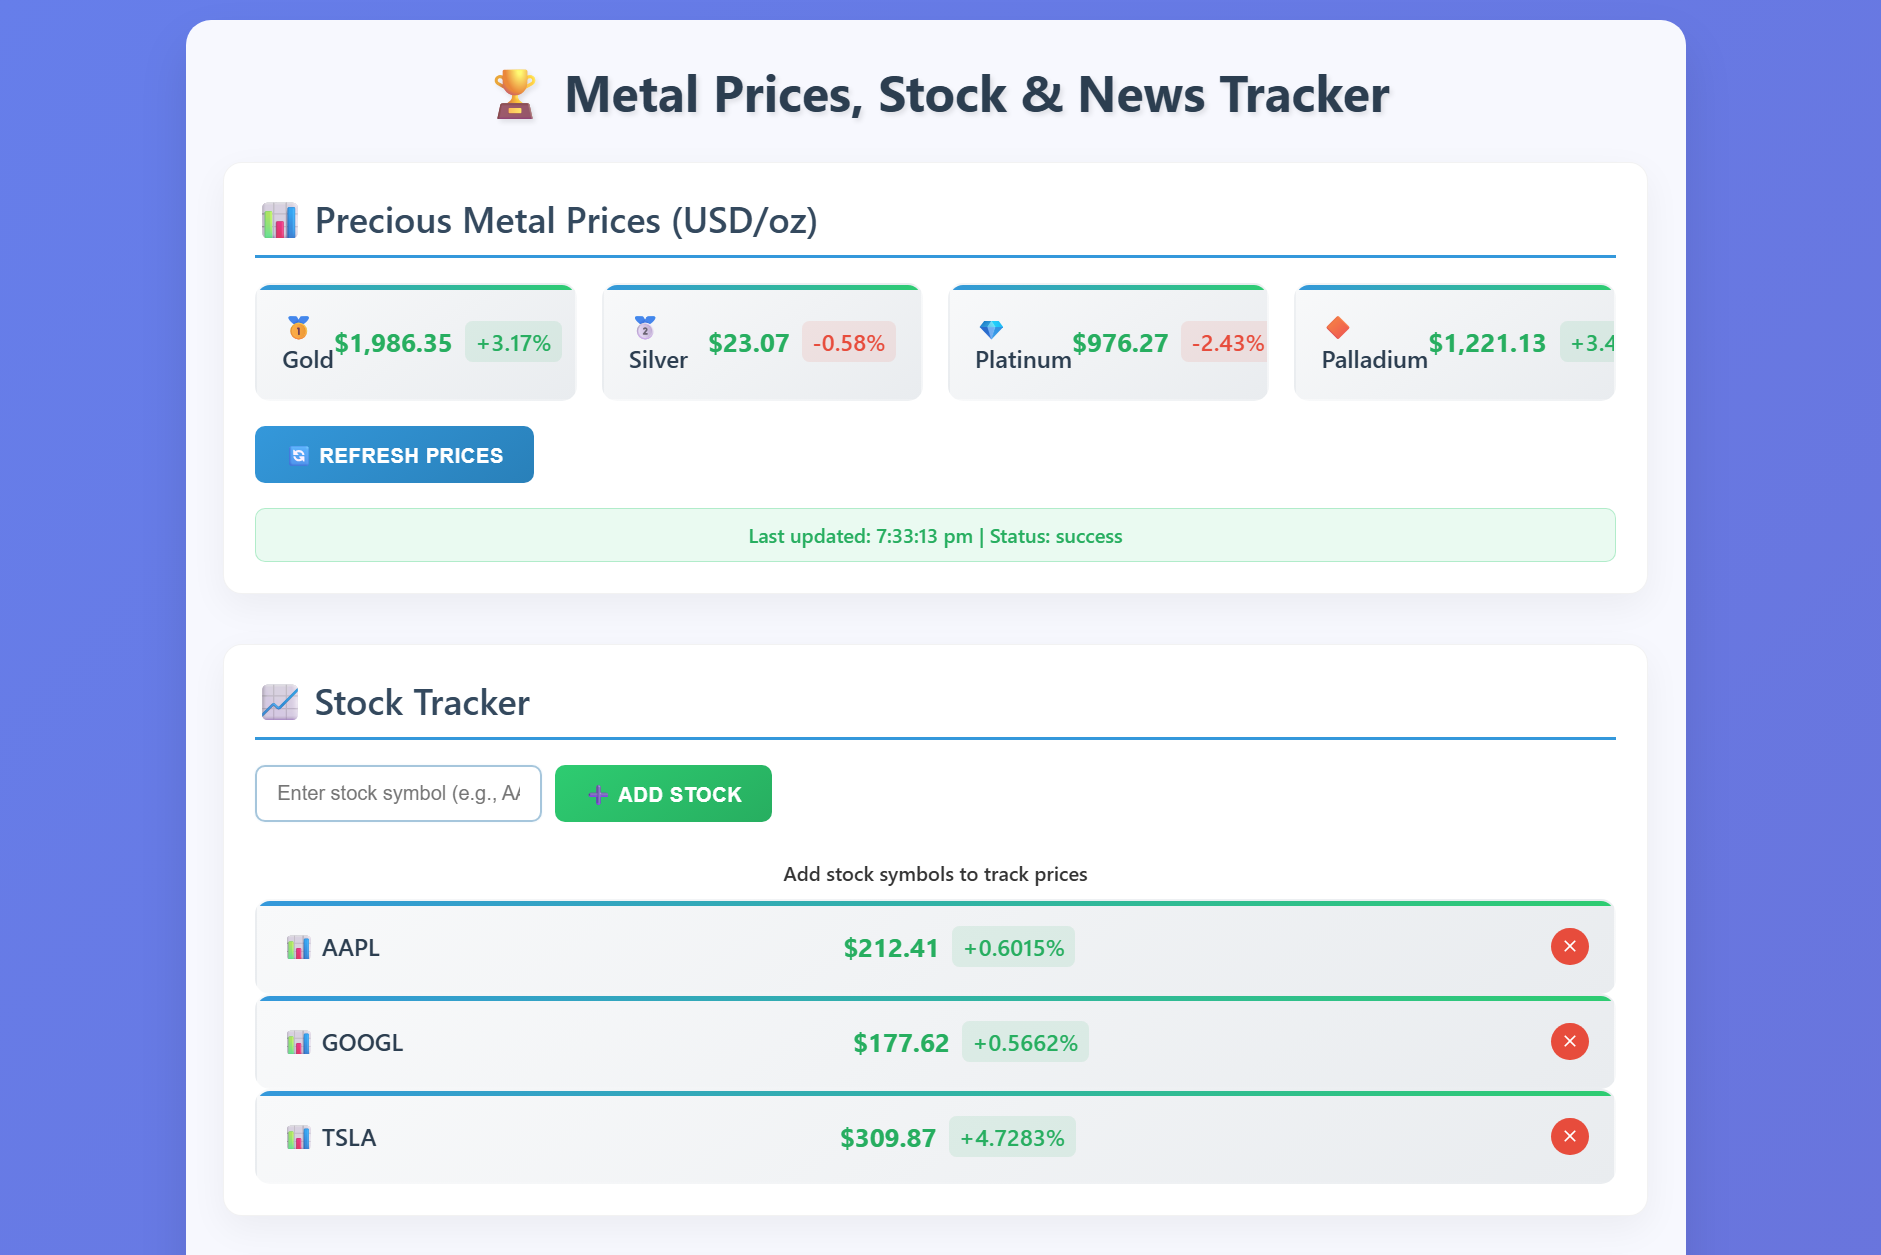 Metal Prices, Stock & News Tracker
Precious Metal Prices (USD/oz)
Gold $1,986.35 +3.17%
Silver $23.07 -0.58%
Platinum $976.27 -2.43%
Palladium $1,221.13 +3.4
REFRESH PRICES
Last updated: 7:33:13 pm | Status: success
Stock Tracker
Enter stock symbol (e.g., AA
ADD STOCK
Add stock symbols to track prices
AAPL $212.41 +0.6015%
GOOGL $177.62 +0.5662%
TSLA $309.87 +4.7283%